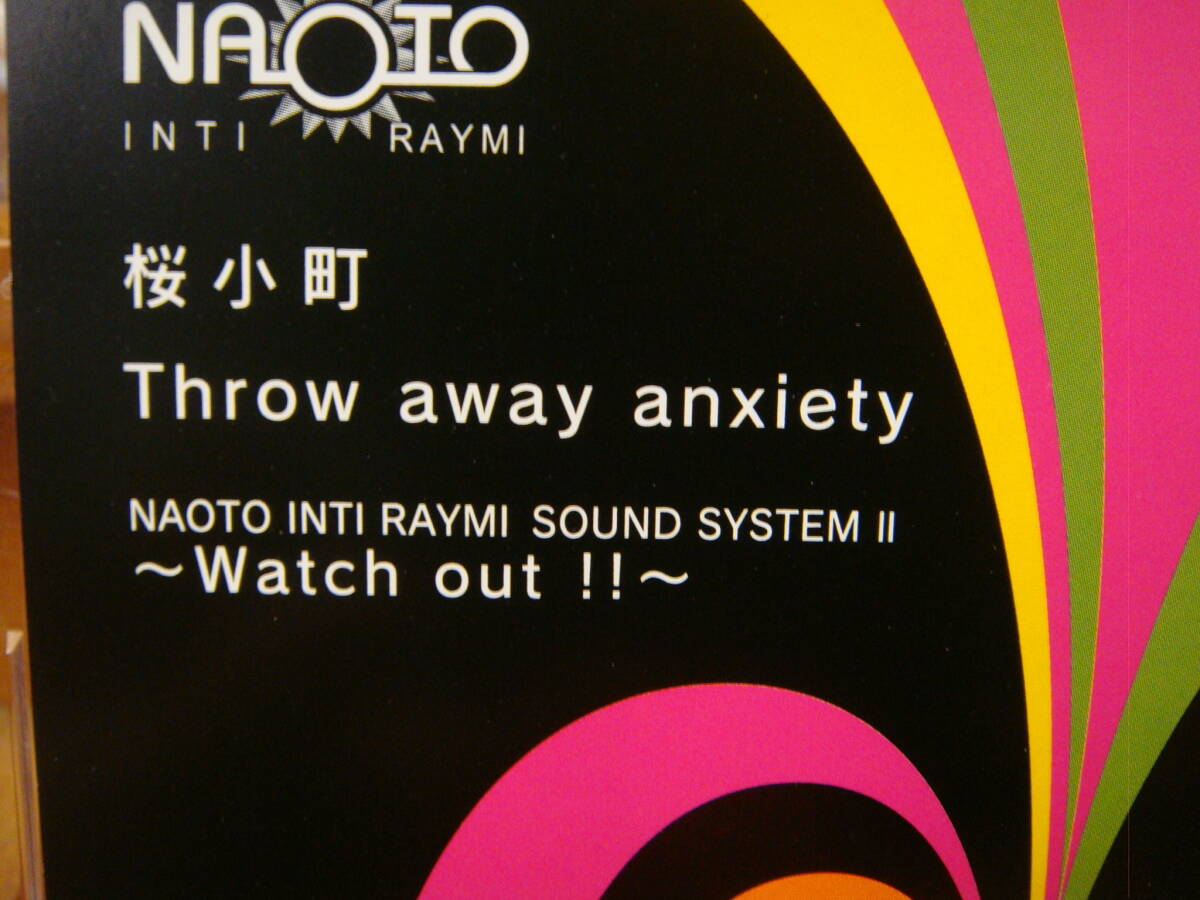 NAOTO
INTI RAYMI
桜小町
Throw away anxiety
NAOTO INTI RAYMI SOUND SYSTEM II
~Watch out !!~